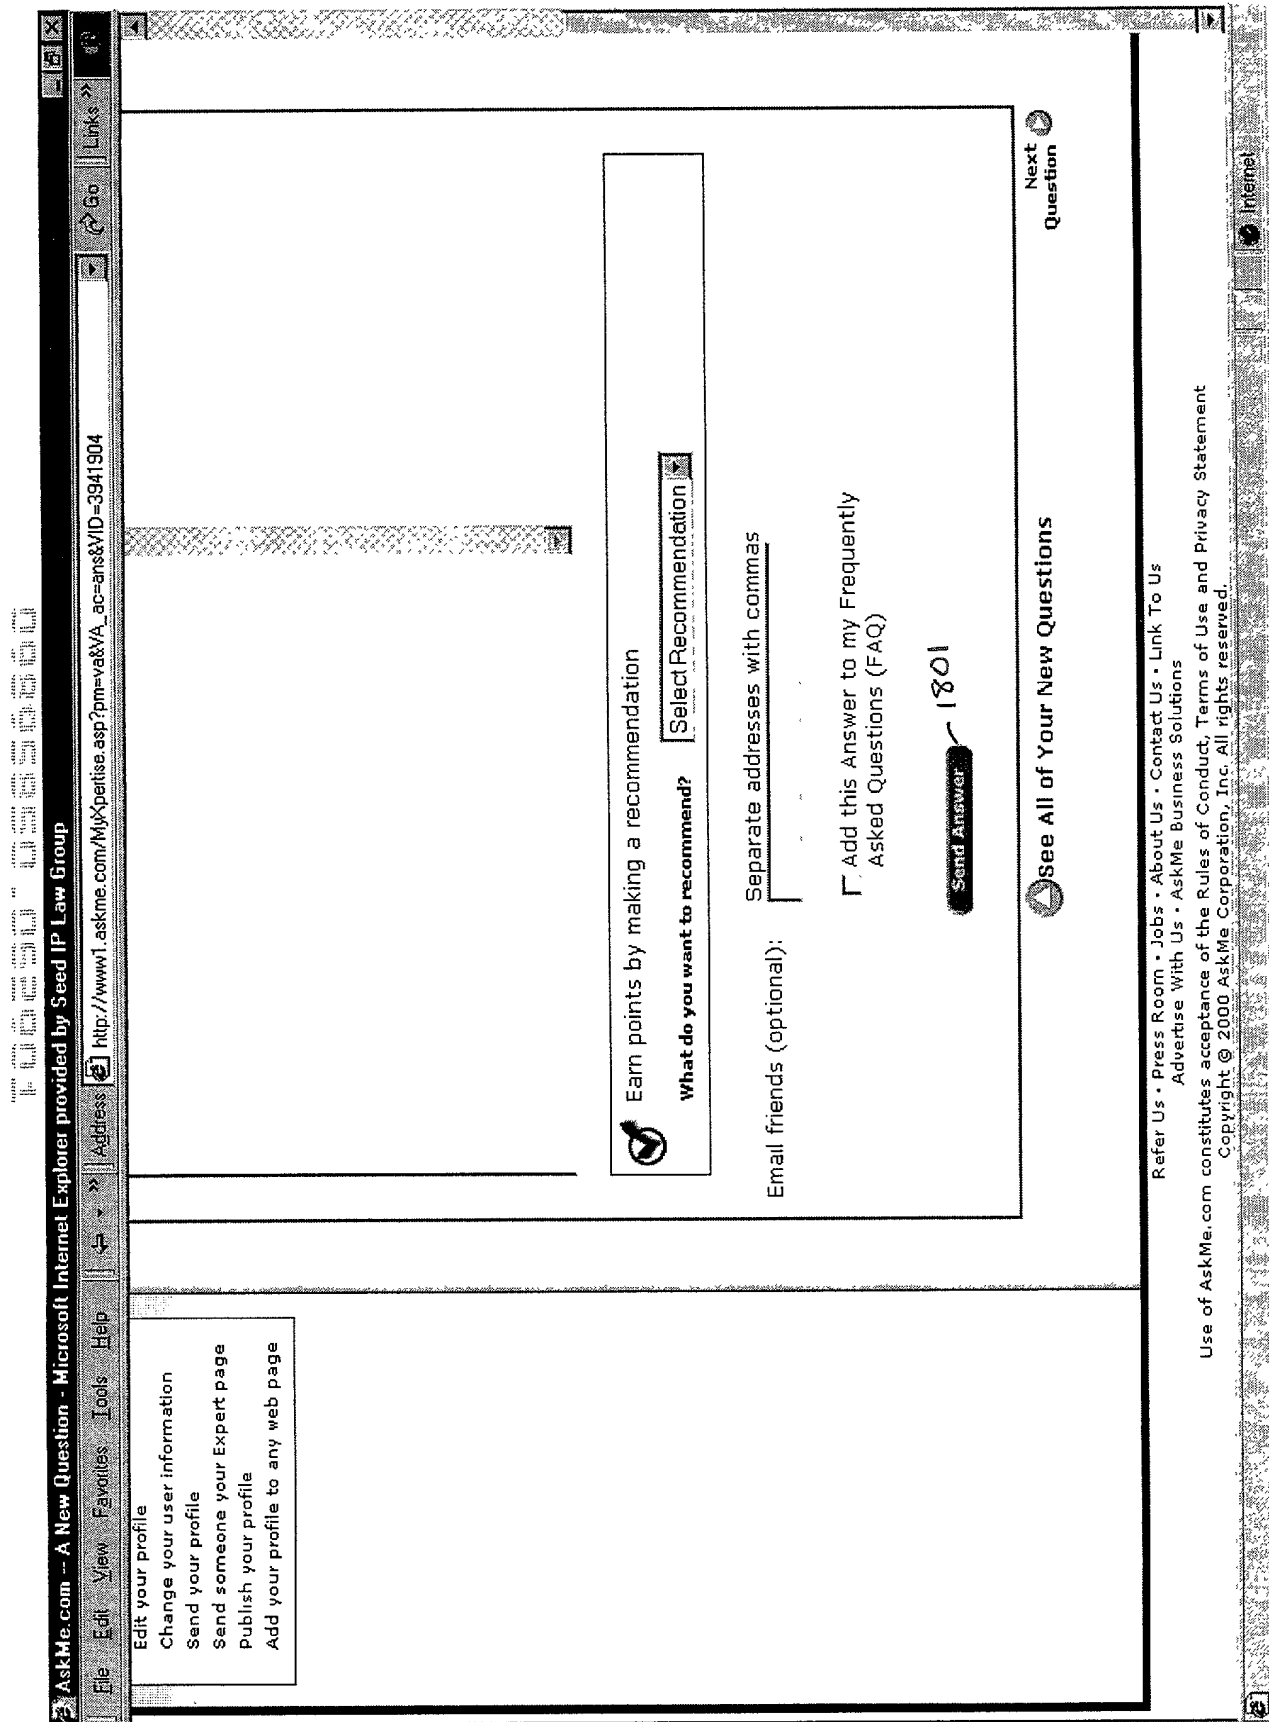 AskMe.com -- A New Question - Microsoft Internet Explorer provided by Seed IP Law Group
File Edit View Favorites Tools Help » Address http://www1.askme.com/MyXpertise.asp?pm=va&VA_ac=ans&VID=3941904 Go Links »
Edit your profile
Change your user information
Send your profile
Send someone your Expert page
Publish your profile
Add your profile to any web page
Earn points by making a recommendation
What do you want to recommend? Select Recommendation
Email friends (optional): Separate addresses with commas
Add this Answer to my Frequently
Asked Questions (FAQ)
Send Answer 1801
See All of Your New Questions
Next
Question
Refer Us • Press Room • Jobs • About Us • Contact Us • Link To Us
Advertise With Us • AskMe Business Solutions
Use of AskMe.com constitutes acceptance of the Rules of Conduct, Terms of Use and Privacy Statement
Copyright © 2000 AskMe Corporation, Inc. All rights reserved.
Internet